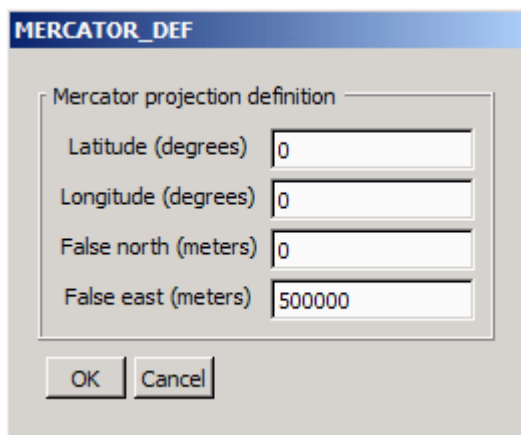 MERCATOR_DEF
Mercator projection definition
Latitude (degrees) 0
Longitude (degrees) 0
False north (meters) 0
False east (meters) 500000
OK Cancel